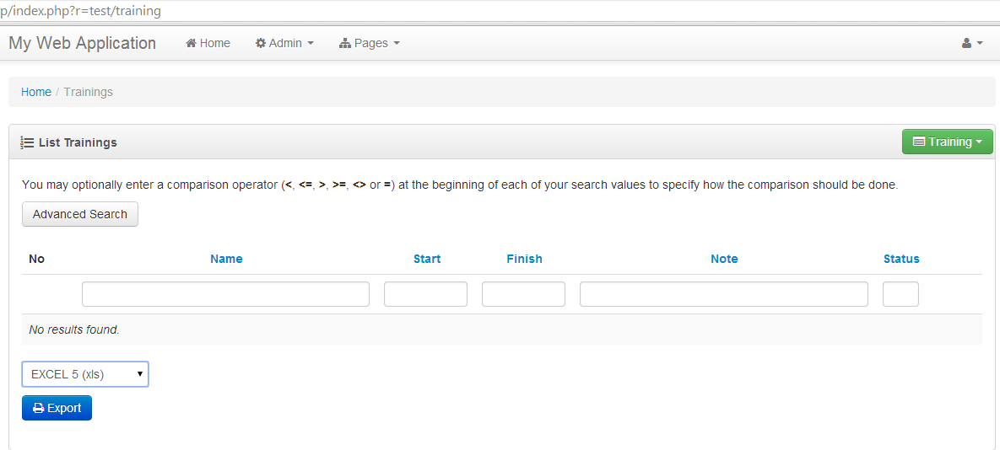 p/index.php?r=test/training
My Web Application Home Admin Pages
Home / Trainings
List Trainings Training
You may optionally enter a comparison operator (<, <=, >, >=, <> or =) at the beginning of each of your search values to specify how the comparison should be done.
Advanced Search
No Name Start Finish Note Status
No results found.
EXCEL 5 (xls)
Export